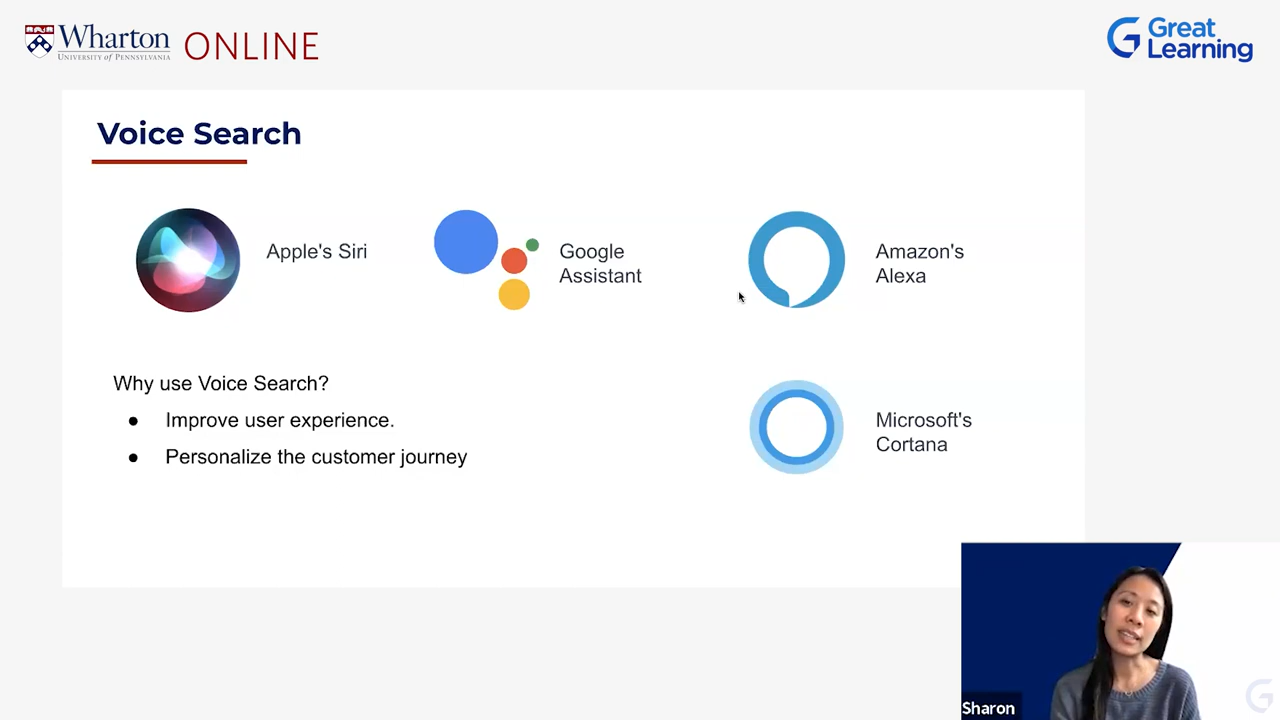 Wharton
UNIVERSITY of PENNSYLVANIA
ONLINE
Great
Learning
Voice Search
Apple's Siri
Google
Assistant
Amazon's
Alexa
Why use Voice Search?
● Improve user experience.
● Personalize the customer journey
Microsoft's
Cortana
Sharon